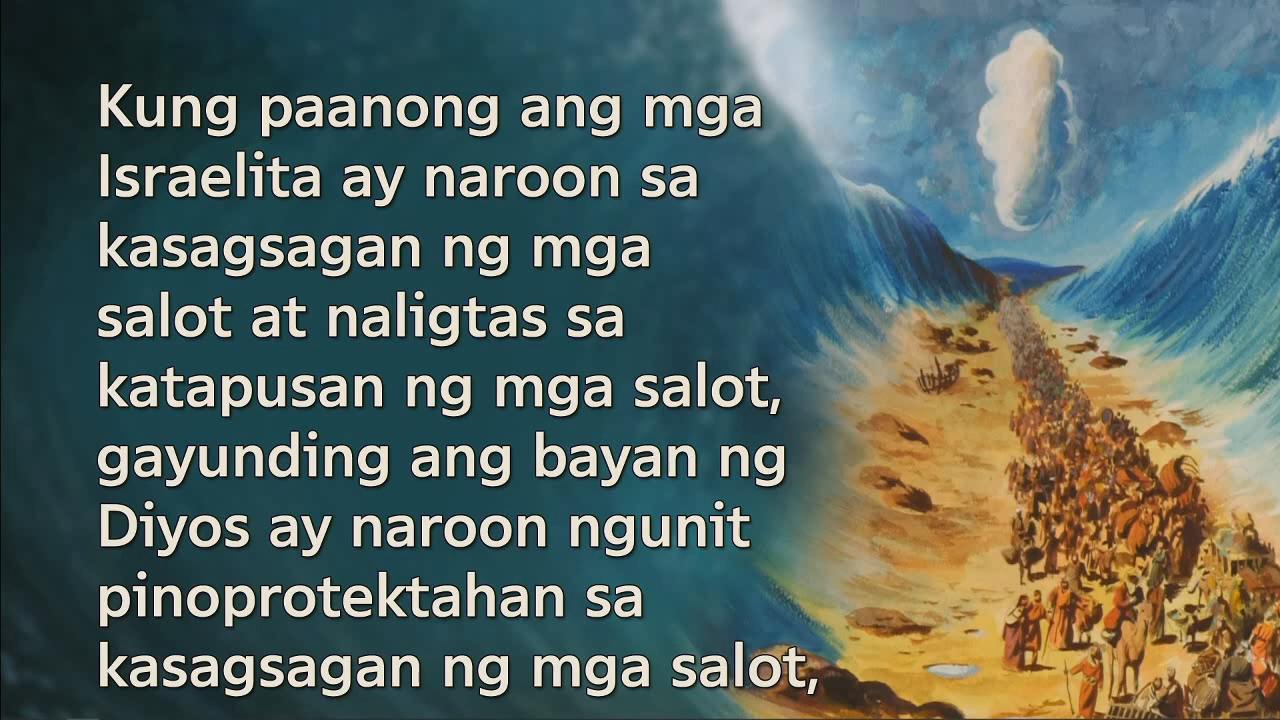 Kung paanong ang mga
Israelita ay naroon sa
kasagsagan ng mga
salot at naligtas sa
katapusan ng mga salot,
gayunding ang bayan ng
Diyos ay naroon ngunit
pinoprotektahan sa
kasagsagan ng mga salot,